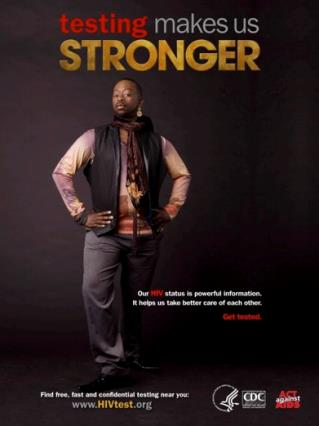 testing makes us
STRONGER
Our HIV status is powerful information.
It helps us take better care of each other.
Get tested.
Find free, fast and confidential testing near you:
www.HIVtest.org
CDC
ACT
against
AIDS